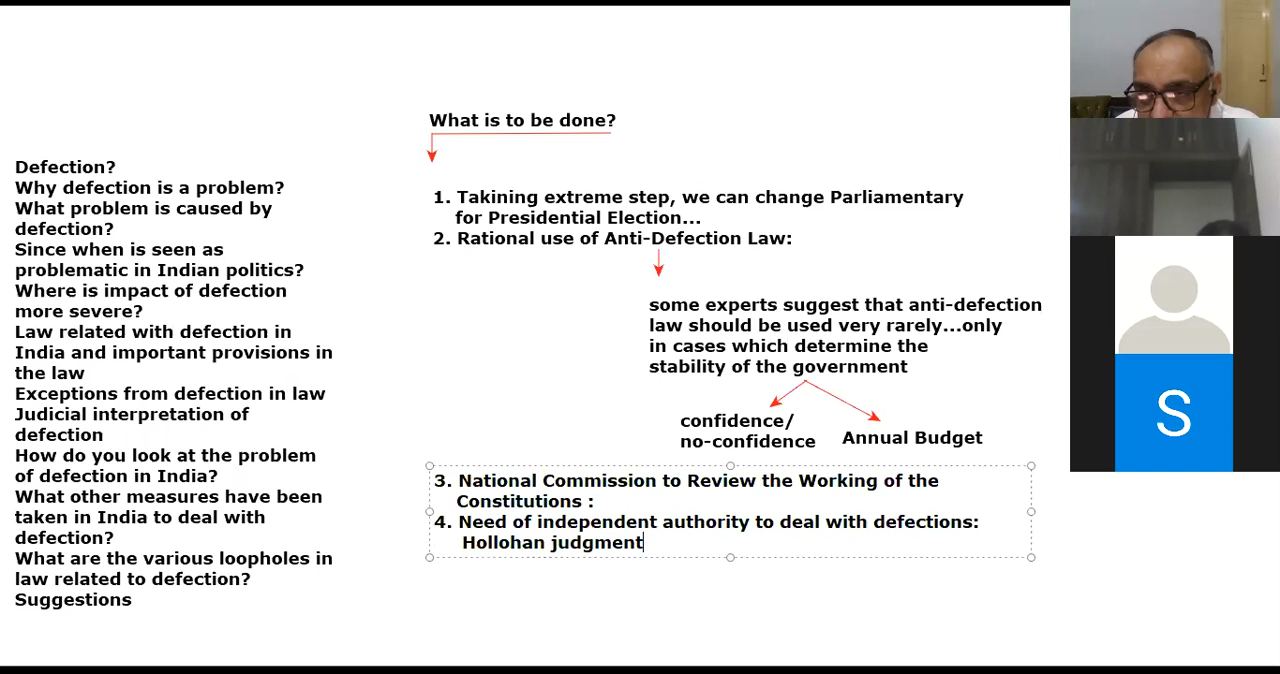 Defection?
Why defection is a problem?
What problem is caused by
defection?
Since when is seen as
problematic in Indian politics?
Where is impact of defection
more severe?
Law related with defection in
India and important provisions in
the law
Exceptions from defection in law
Judicial interpretation of
defection
How do you look at the problem
of defection in India?
What other measures have been
taken in India to deal with
defection?
What are the various loopholes in
law related to defection?
Suggestions
What is to be done?
1. Takining extreme step, we can change Parliamentary
for Presidential Election...
2. Rational use of Anti-Defection Law:
some experts suggest that anti-defection
law should be used very rarely...only
in cases which determine the
stability of the government
confidence/
no-confidence
Annual Budget
3. National Commission to Review the Working of the
Constitutions :
4. Need of independent authority to deal with defections:
Hollohan judgment
S